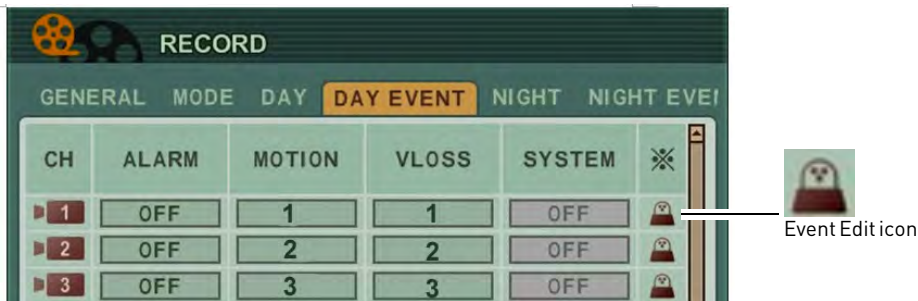 RECORD
GENERAL MODE DAY DAY EVENT NIGHT NIGHT EVE
CH ALARM MOTION VLOSS SYSTEM ※
1 OFF 1 1 OFF
Event Edit icon
2 OFF 2 2 OFF
3 OFF 3 3 OFF